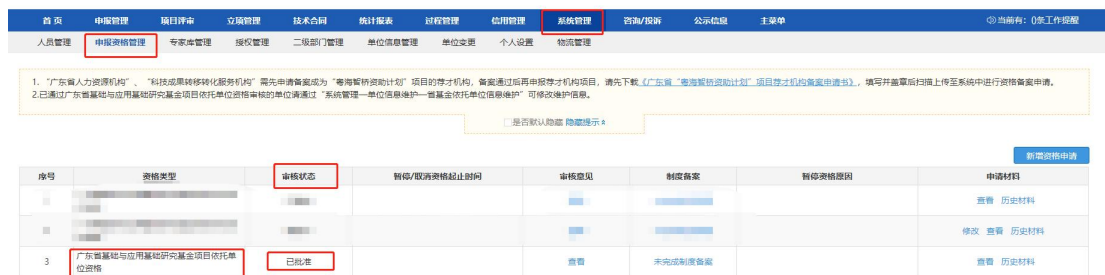 首页 申报管理 项目评审 立项管理 技术合同 统计报表 过程管理 信用管理 系统管理 咨询/投诉 公示信息 主菜单 当前有：0条工作提醒
人员管理 申报资格管理 专家库管理 授权管理 二级部门管理 单位信息管理 单位变更 个人设置 物流管理
1. “广东省人力资源机构”、“科技成果转移转化服务机构”需先申请备案成为“粤海智桥资助计划”项目的荐才机构，备案通过后再申报荐才机构项目，请先下载《广东省“粤海智桥资助计划”项目荐才机构备案申请书》，填写并盖章后扫描上传至系统中进行资格备案申请。
2.已通过广东省基础与应用基础研究基金项目依托单位资格审核的单位请通过“系统管理—单位信息维护—省基金依托单位信息维护”可修改维护信息。
是否默认隐藏 隐藏提示
新增资格申请
序号 资格类型 审核状态 暂停/取消资格起止时间 审核意见 制度备案 暂停资格原因 申请材料
查看 历史材料
修改 查看 历史材料
3 广东省基础与应用基础研究基金项目依托单 已批准 查看 未完成制度备案 查看 历史材料
位资格